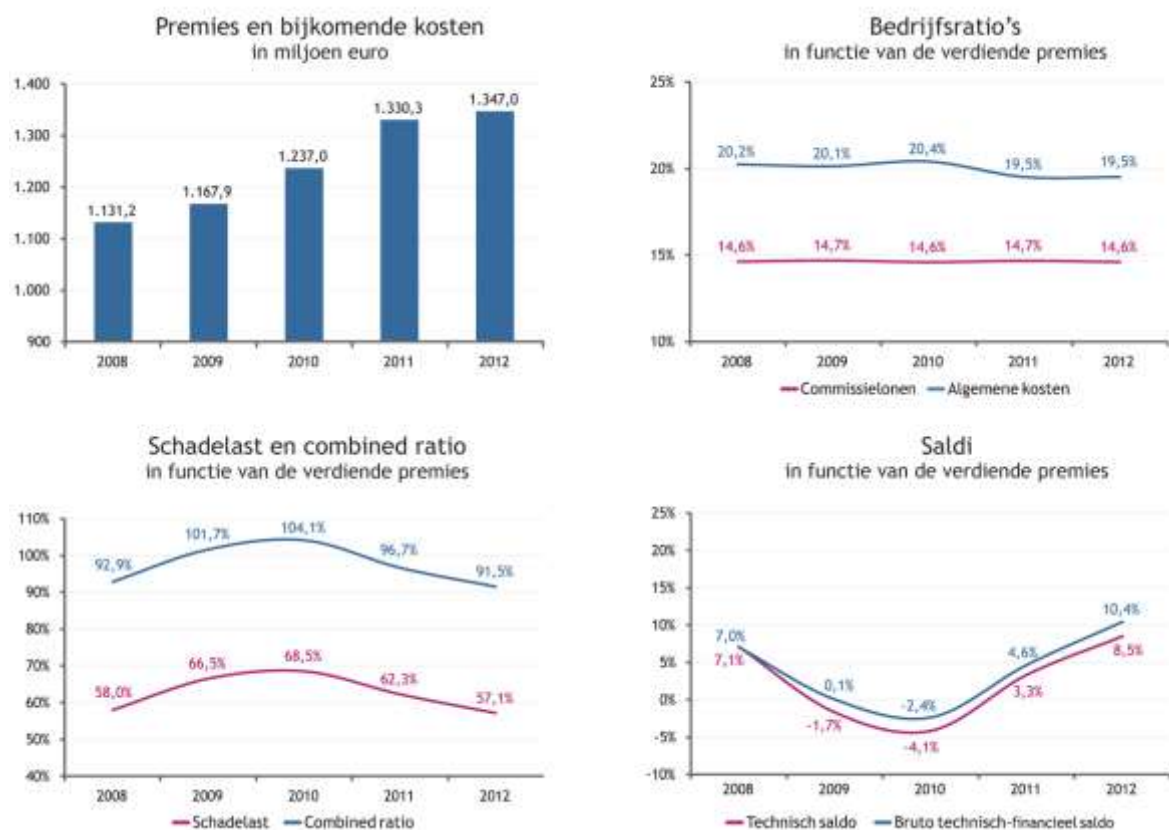 Premies en bijkomende kosten
in miljoen euro
1.400
1.300
1.200
1.100
1.000
900
1.131,2
1.167,9
1.237,0
1.330,3
1.347,0
2008 2009 2010 2011 2012
Bedrijfsratio's
in functie van de verdiende premies
25%
20%
15%
10%
20,2% 20,1% 20,4% 19,5% 19,5%
14,6% 14,7% 14,6% 14,7% 14,6%
2008 2009 2010 2011 2012
Commissielonen Algemene kosten
Schadelast en combined ratio
in functie van de verdiende premies
110%
100%
90%
80%
70%
60%
50%
40%
92,9% 101,7% 104,1% 96,7% 91,5%
58,0% 66,5% 68,5% 62,3% 57,1%
2008 2009 2010 2011 2012
Schadelast Combined ratio
Saldi
in functie van de verdiende premies
25%
20%
15%
10%
5%
0%
-5%
-10%
7,0% 0,1% -2,4% 4,6% 10,4%
7,1% -1,7% -4,1% 3,3% 8,5%
2008 2009 2010 2011 2012
Technisch saldo Bruto technisch-financieel saldo